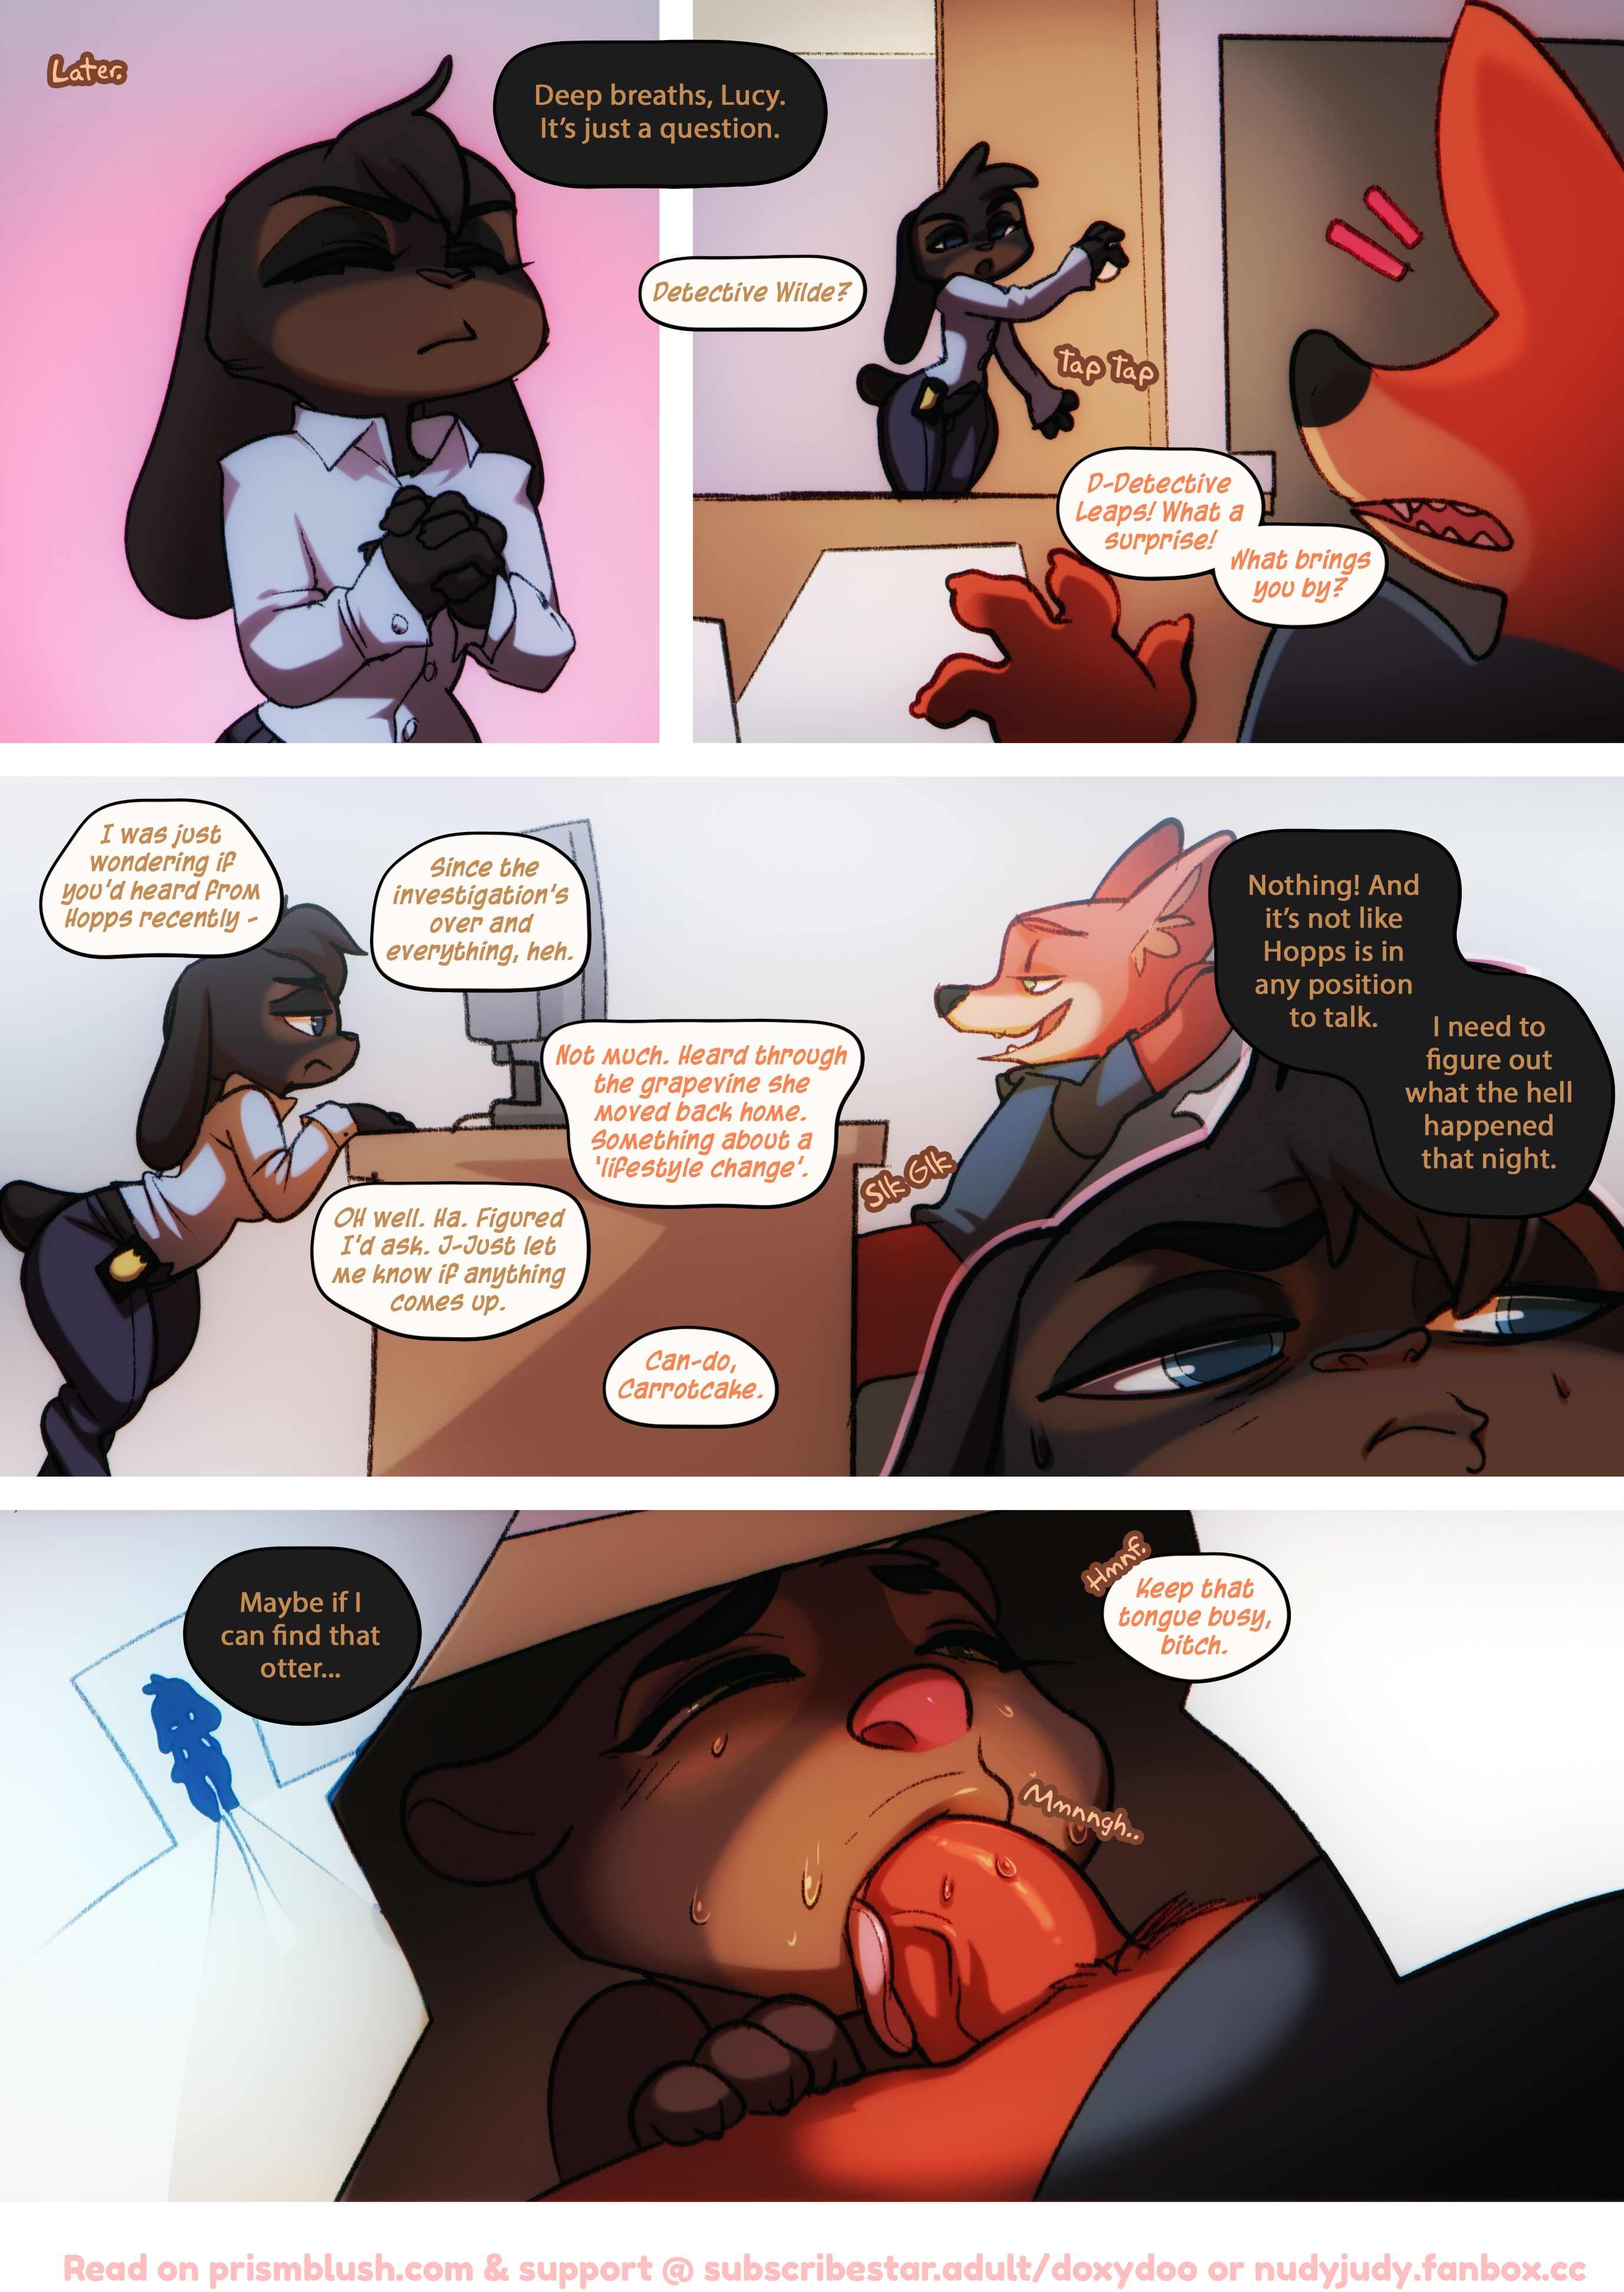 Later.
Deep breaths, Lucy.
It's just a question.
Detective Wilde?
Tap Tap
D-Detective
Leaps! What a
surprise!
What brings
you by?
I was just
wondering if
you'd heard from
Hopps recently -
Since the
investigation's
over and
everything, heh.
Not much. Heard through
the grapevine she
moved back home.
Something about a
'lifestyle change'.
Slk Glk
OH well. Ha. Figured
I'd ask. J-Just let
me know if anything
comes up.
Can-do,
Carrotcake.
Nothing! And
it's not like
Hopps is in
any position
to talk.
I need to
figure out
what the hell
happened
that night.
Maybe if I
can find that
otter...
Hmnf.
Keep that
tongue busy,
bitch.
Mmnngh..
Read on prismblush.com & support @ subscribestar.adult/doxydoo or nudyjudy.fanbox.cc